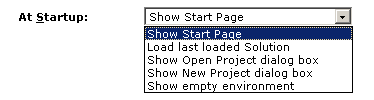 At Startup: Show Start Page
Show Start Page
Load last loaded Solution
Show Open Project dialog box
Show New Project dialog box
Show empty environment